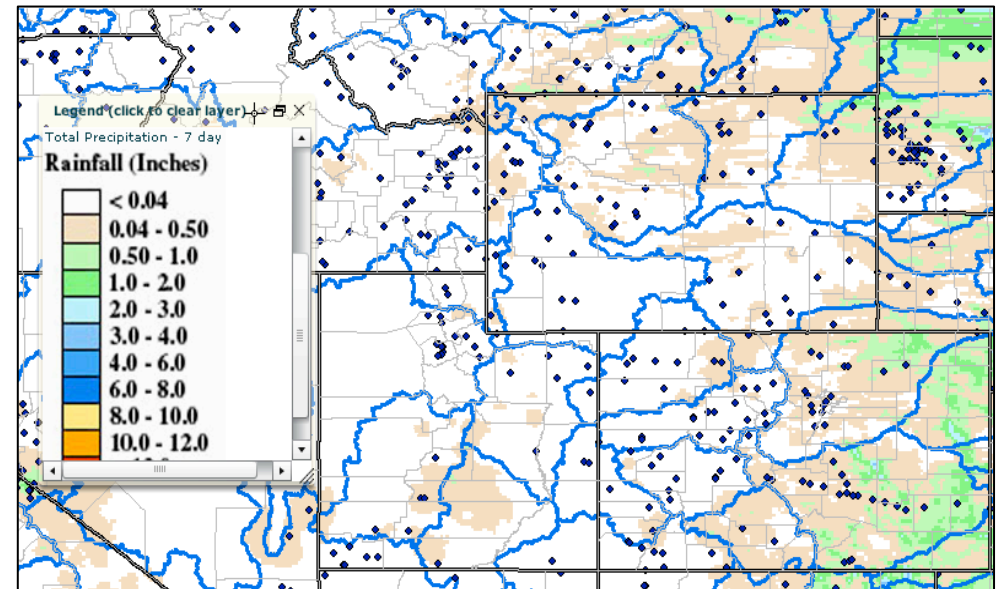 Legend (click to clear layer)
Total Precipitation - 7 day
Rainfall (Inches)
< 0.04
0.04 - 0.50
0.50 - 1.0
1.0 - 2.0
2.0 - 3.0
3.0 - 4.0
4.0 - 6.0
6.0 - 8.0
8.0 - 10.0
10.0 - 12.0